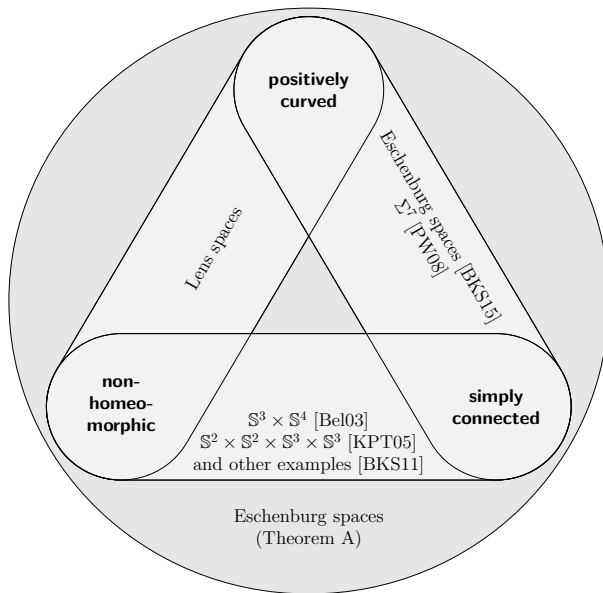 positively
curved
Eschenburg spaces [BKS15]
Σ⁷ [PW08]
Lens spaces
non-
homeo-
morphic
simply
connected
𝕊³ × 𝕊⁴ [Bel03]
𝕊² × 𝕊² × 𝕊³ × 𝕊³ [KPT05]
and other examples [BKS11]
Eschenburg spaces
(Theorem A)